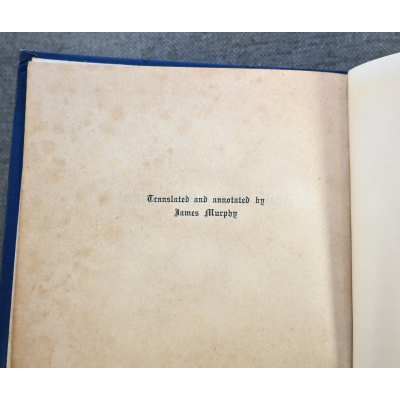 Translated and annotated by
James Murphy